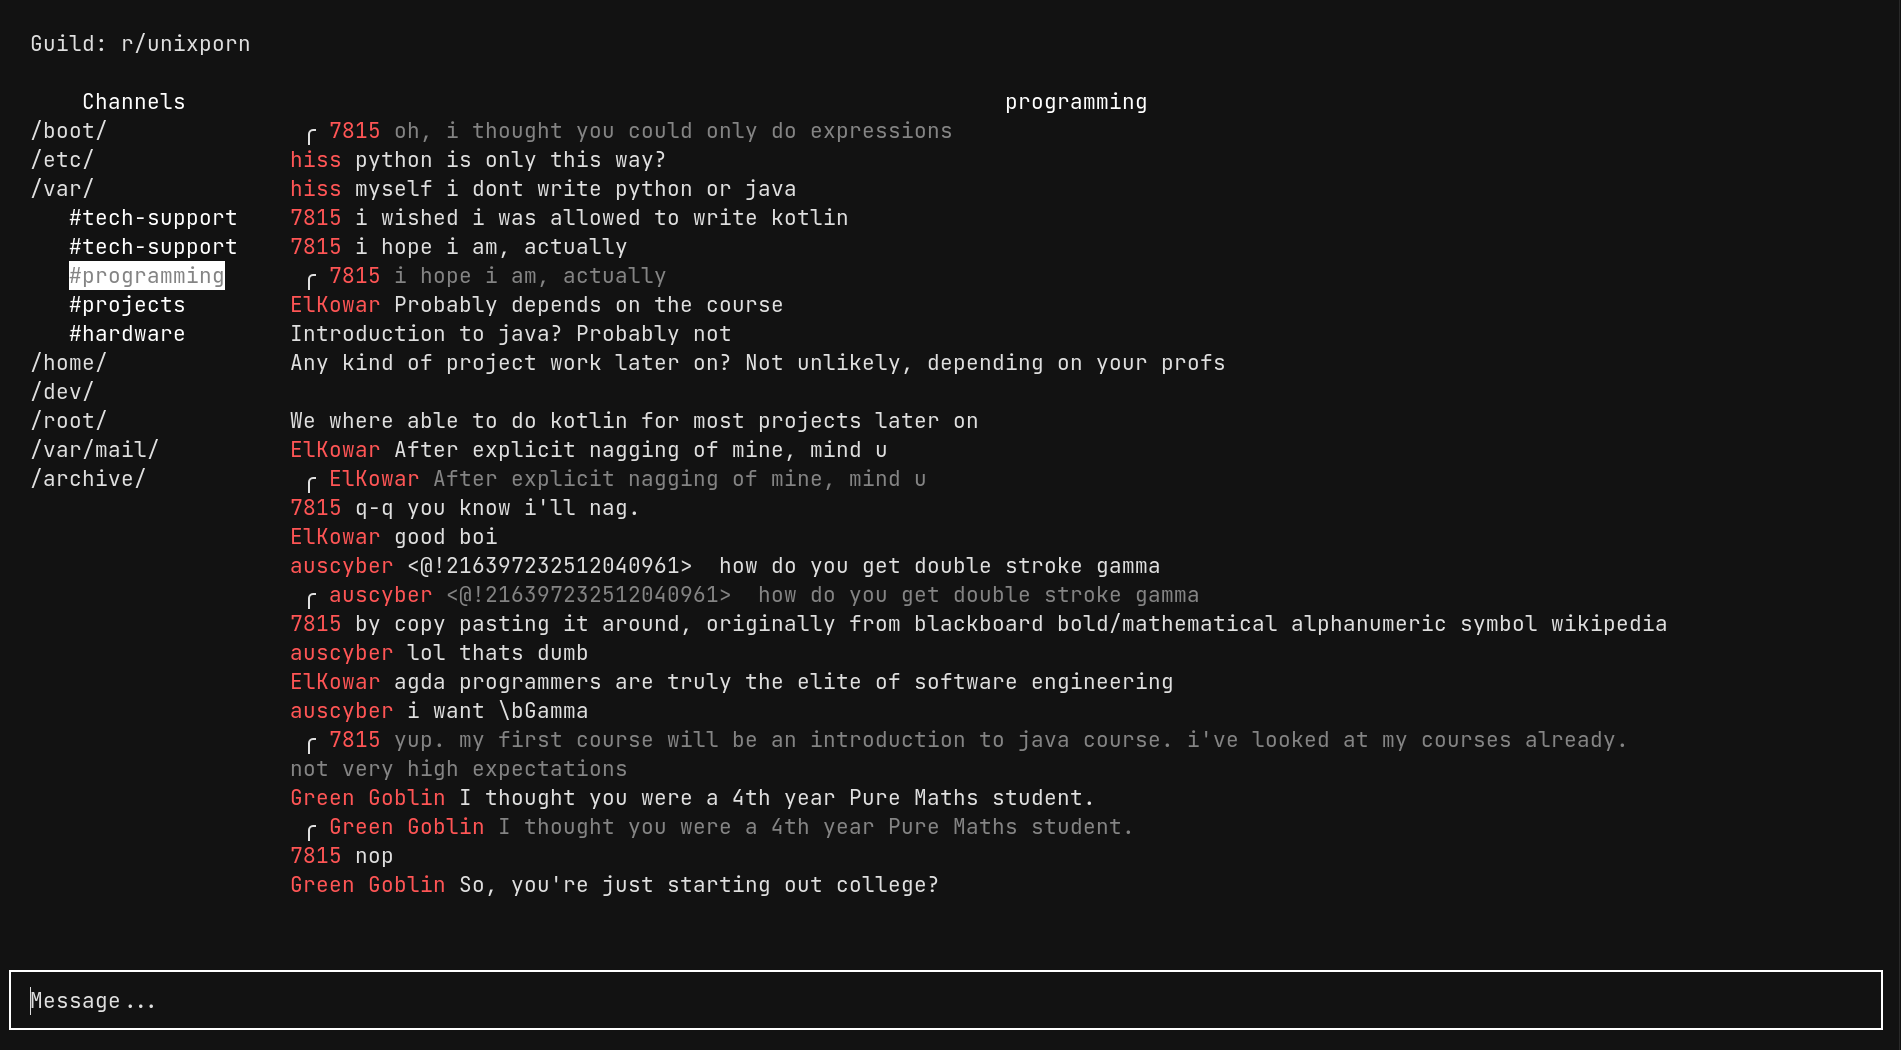 Guild: r/unixporn
Channels
/boot/
/etc/
/var/
#tech-support
#tech-support
#programming
#projects
#hardware
/home/
/dev/
/root/
/var/mail/
/archive/
programming
╭ 7815 oh, i thought you could only do expressions
hiss python is only this way?
hiss myself i dont write python or java
7815 i wished i was allowed to write kotlin
7815 i hope i am, actually
╭ 7815 i hope i am, actually
ElKowar Probably depends on the course
Introduction to java? Probably not
Any kind of project work later on? Not unlikely, depending on your profs
We where able to do kotlin for most projects later on
ElKowar After explicit nagging of mine, mind u
╭ ElKowar After explicit nagging of mine, mind u
7815 q-q you know i'll nag.
ElKowar good boi
auscyber <@!216397232512040961>  how do you get double stroke gamma
╭ auscyber <@!216397232512040961>  how do you get double stroke gamma
7815 by copy pasting it around, originally from blackboard bold/mathematical alphanumeric symbol wikipedia
auscyber lol thats dumb
ElKowar agda programmers are truly the elite of software engineering
auscyber i want \bGamma
╭ 7815 yup. my first course will be an introduction to java course. i've looked at my courses already.
not very high expectations
Green Goblin I thought you were a 4th year Pure Maths student.
╭ Green Goblin I thought you were a 4th year Pure Maths student.
7815 nop
Green Goblin So, you're just starting out college?
Message...